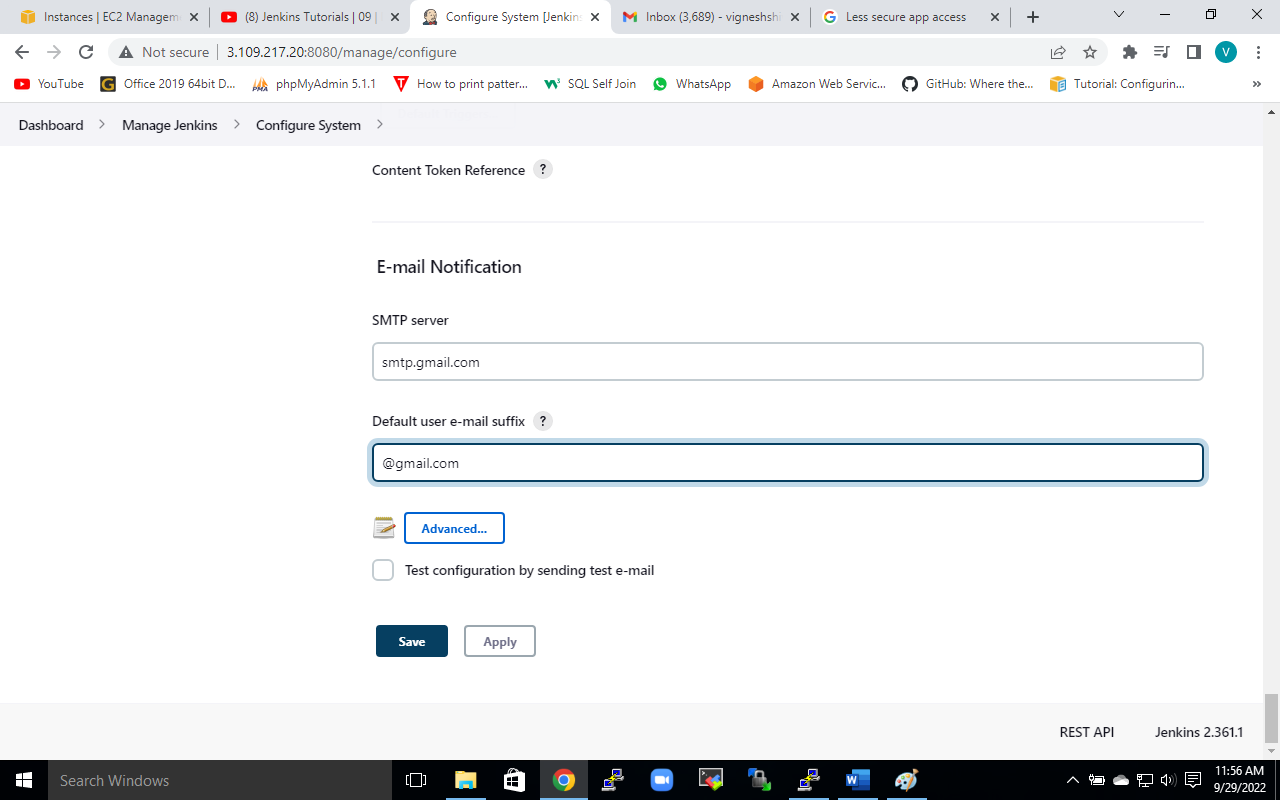 Instances | EC2 Managem
(8) Jenkins Tutorials | 09 |
Configure System [Jenkin
Inbox (3,689) - vigneshshi
Less secure app access
Not secure
3.109.217.20:8080/manage/configure
V
YouTube
Office 2019 64bit D...
phpMyAdmin 5.1.1
How to print patter...
SQL Self Join
WhatsApp
Amazon Web Servic...
GitHub: Where the...
Tutorial: Configurin...
»
Dashboard
Manage Jenkins
Configure System
Content Token Reference ?
E-mail Notification
SMTP server
smtp.gmail.com
Default user e-mail suffix ?
@gmail.com
Advanced...
Test configuration by sending test e-mail
Save
Apply
REST API
Jenkins 2.361.1
Search Windows
11:56 AM
9/29/2022